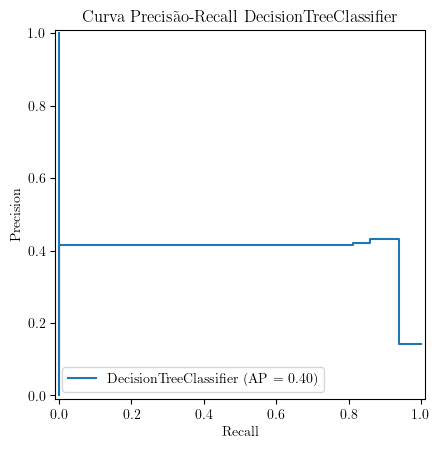 Curva Precisão-Recall DecisionTreeClassifier
1.0
0.8
0.6
0.4
0.2
0.0
Precision
DecisionTreeClassifier (AP = 0.40)
0.0 0.2 0.4 0.6 0.8 1.0
Recall